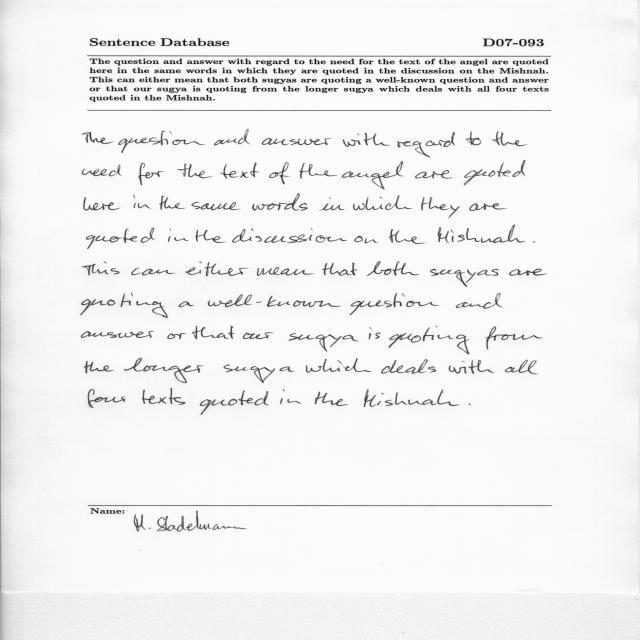 Sentence Database D07-093
The question and answer with regard to the need for the text of the angel are quoted
here in the same words in which they are quoted in the discussion on the Mishnah.
This can either mean that both sugyas are quoting a well-known question and answer
or that our sugya is quoting from the longer sugya which deals with all four texts
quoted in the Mishnah.
The question and answer with regard to the
need for the text of the angel are quoted
here in the same words in which they are
quoted in the discussion on the Mishnah.
This can either mean that both sugyas are
quoting a well-known question and
answer or that our sugya is quoting from
the longer sugya which deals with all
four texts quoted in the Mishnah.
Name:
M. Stadelmann